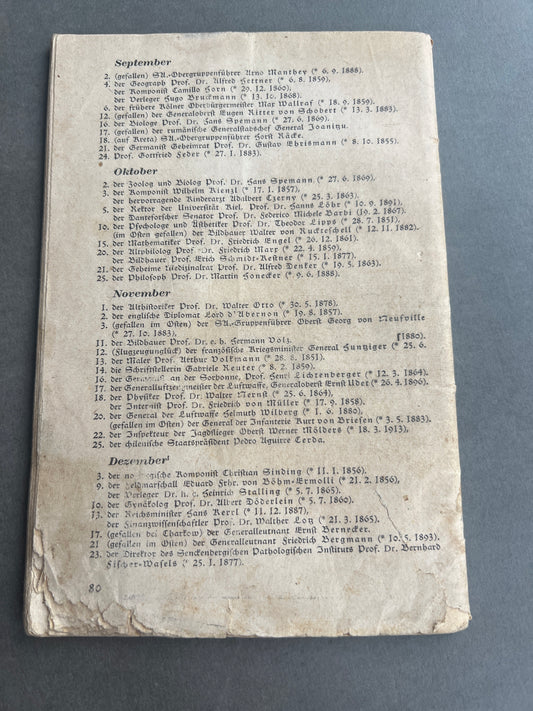 September
2. (gefallen) SA.-Obergruppenführer Arno Manthey (* 6. 9. 1888).
4. der Geograph Prof. Dr. Alfred Hettner (* 6. 8. 1859),
der Komponist Camillo Horn (* 29. 12. 1860),
der Verleger Hugo Bruckmann (* 13. 10. 1868).
6. der frühere Kölner Oberbürgermeister Max Wallraf (* 18. 9. 1859).
12. (gefallen) der Generaloberst Eugen Ritter von Schobert (* 13. 3. 1883).
16. der Biologe Prof. Dr. Hans Spemann (* 27. 6. 1869).
17. (gefallen) der rumänische Generalstabschef General Joanitzu.
18. (auf Kreta) SA.-Obergruppenführer Horst Räcke.
21. der Germanist Geheimrat Prof. Dr. Gustav Ehrismann (* 8. 10. 1855).
24. Prof. Gottfried Feder (* 27. 1. 1883).
Oktober
2. der Zoolog und Biolog Prof. Dr. Hans Spemann (* 27. 6. 1869).
3. der Komponist Wilhelm Kienzl (* 17. 1. 1857),
der hervorragende Kinderarzt Adalbert Czerny (* 25. 3. 1863).
5. der Rektor der Universität Kiel, Prof. Dr. Hanns Löhr (* 10. 9. 1891),
der Danteforscher Senator Prof. Dr. Federico Michele Barbi (19. 2. 1867).
10. der Psychologe und Ästhetiker Prof. Dr. Theodor Lipps (* 28. 7. 1851),
(im Osten gefallen) der Bildhauer Walter von Ruckteschell (* 12. 11. 1882).
15. der Mathematiker Prof. Dr. Friedrich Engel (* 26. 12. 1861).
20. der Altphilolog Prof. Dr. Friedrich Marx (* 22. 4. 1859),
der Bildhauer Prof. Erich Schmidt-Kestner (* 15. 1. 1877).
21. der Geheime Medizinalrat Prof. Dr. Alfred Denker (* 19. 5. 1863).
25. der Philosoph Prof. Dr. Martin Honecker (* 9. 6. 1888).
November
1. der Althistoriker Prof. Dr. Walter Otto (* 30. 5. 1878).
2. der englische Diplomat Lord d'Abernon (* 19. 8. 1857).
3. (gefallen im Osten) der SA.-Gruppenführer Oberst Georg von Neufville
(* 27. 10. 1883),
11. der Bildhauer Prof. Dr. e. h. Hermann Volz. [1880).
12. (Flugzeugunglück) der französische Kriegsminister General Huntziger (* 25. 6.
13. der Maler Prof. Arthur Volkmann (* 28. 8. 1851).
14. die Schriftstellerin Gabriele Reuter (* 8. 2. 1859).
16. der an der Sorbonne, Prof. Henri Lichtenberger (* 12. 3. 1864).
17. der Generalluftzeugmeister der Luftwaffe, Generaloberst Ernst Udet (* 26. 4. 1896).
18. der Physiker Prof. Dr. Walter Nernst (* 25. 6. 1864),
der Internist Prof. Dr. Friedrich von Müller (* 17. 9. 1858).
20. der General der Luftwaffe Helmuth Wilberg (* 1. 6. 1880),
(gefallen im Osten) der General der Infanterie Kurt von Briesen (* 3. 5. 1883).
22. der Inspekteur der Jagdflieger Oberst Werner Mölders (* 18. 3. 1913).
25. der chilenische Staatspräsident Pedro Aguirre Cerda.
Dezember¹
3. der norwegische Komponist Christian Sinding (* 11. 1. 1856).
9. der Feldmarschall Eduard Frhr. von Böhm-Ermolli (* 21. 2. 1856),
der Verleger Dr. h. c. Heinrich Stalling (* 5. 7. 1865).
10. der Gynäkolog Prof. Dr. Albert Döderlein (* 5. 7. 1860).
13. der Reichsminister Hans Kerrl (* 11. 12. 1887),
der Finanzwissenschaftler Prof. Dr. Walther Lotz (* 21. 3. 1865).
17. (gefallen bei Charkow) der Generalleutnant Ernst Bernecker.
21 (gefallen im Osten) der Generalleutnant Friedrich Bergmann (* 10. 5. 1893).
23. der Direktor des Senckenbergischen Pathologischen Instituts Prof. Dr. Bernhard
Fischer-Wasels (* 25. 1. 1877).
80